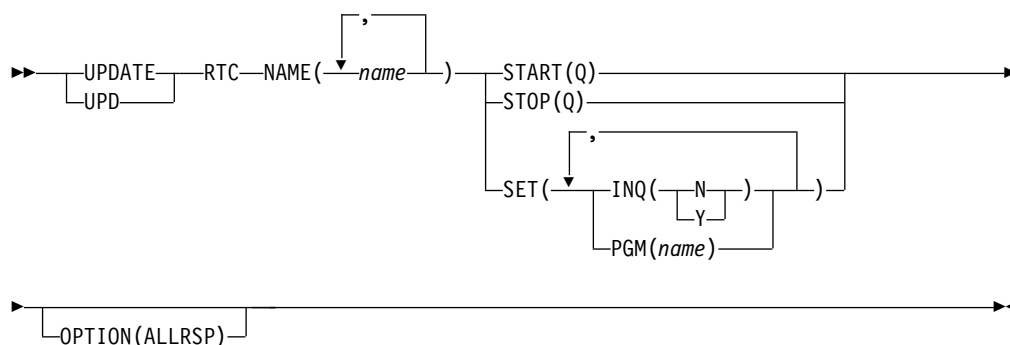 ,
UPDATE RTC NAME( name ) START(Q)
UPD STOP(Q)
,
SET( INQ( N ) )
Y
PGM(name)
OPTION(ALLRSP)